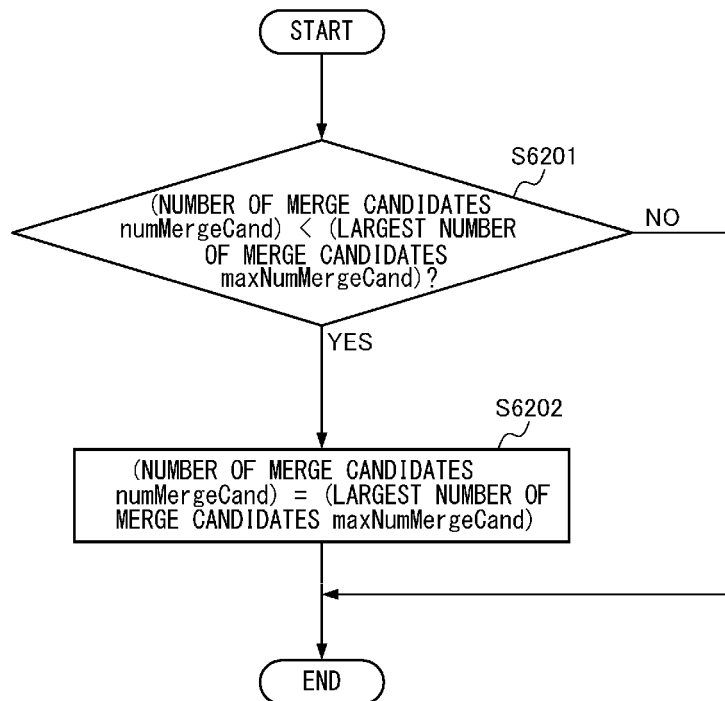 START
S6201
(NUMBER OF MERGE CANDIDATES
numMergeCand) < (LARGEST NUMBER
OF MERGE CANDIDATES
maxNumMergeCand)?
NO
YES
S6202
(NUMBER OF MERGE CANDIDATES
numMergeCand) = (LARGEST NUMBER OF
MERGE CANDIDATES maxNumMergeCand)
END